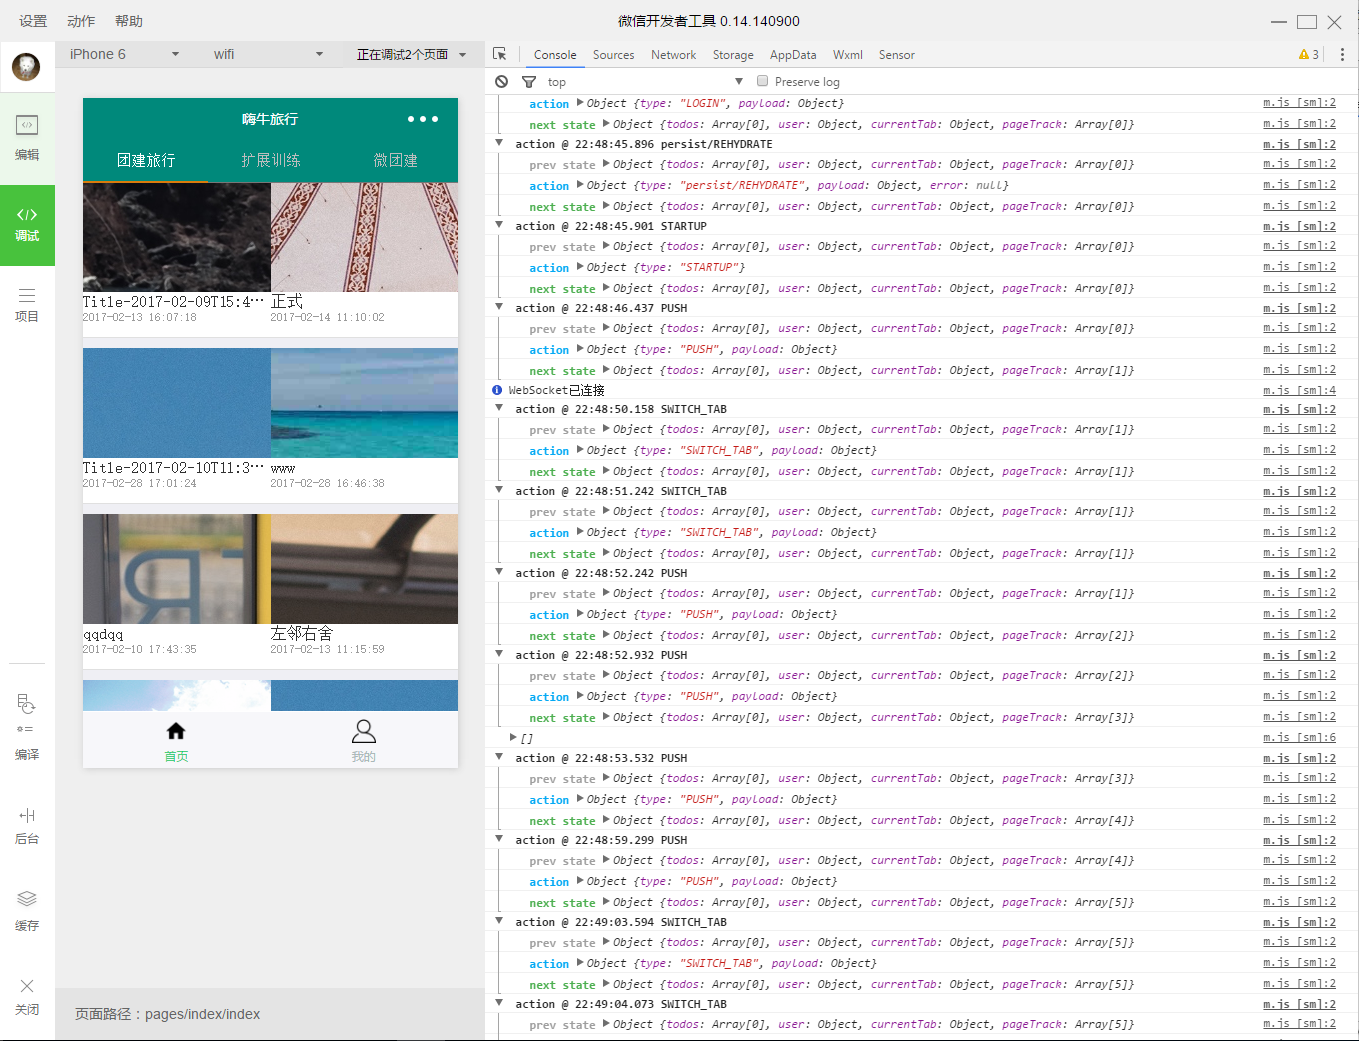 设置 动作 帮助
微信开发者工具 0.14.140900
iPhone 6 wifi 正在调试2个页面
Console Sources Network Storage AppData Wxml Sensor 3
top Preserve log
编辑
调试
项目
编译
后台
缓存
关闭
嗨牛旅行
团建旅行 扩展训练 微团建
Title-2017-02-09T15:4… 正式
2017-02-13 16:07:18 2017-02-14 11:10:02
Title-2017-02-10T11:3… www
2017-02-28 17:01:24 2017-02-28 16:46:38
qqdqq 左邻右舍
2017-02-10 17:43:35 2017-02-13 11:15:59
首页 我的
页面路径：pages/index/index
action Object {type: "LOGIN", payload: Object} m.js [sm]:2
next state Object {todos: Array[0], user: Object, currentTab: Object, pageTrack: Array[0]} m.js [sm]:2
action @ 22:48:45.896 persist/REHYDRATE m.js [sm]:2
prev state Object {todos: Array[0], user: Object, currentTab: Object, pageTrack: Array[0]} m.js [sm]:2
action Object {type: "persist/REHYDRATE", payload: Object, error: null} m.js [sm]:2
next state Object {todos: Array[0], user: Object, currentTab: Object, pageTrack: Array[0]} m.js [sm]:2
action @ 22:48:45.901 STARTUP m.js [sm]:2
prev state Object {todos: Array[0], user: Object, currentTab: Object, pageTrack: Array[0]} m.js [sm]:2
action Object {type: "STARTUP"} m.js [sm]:2
next state Object {todos: Array[0], user: Object, currentTab: Object, pageTrack: Array[0]} m.js [sm]:2
action @ 22:48:46.437 PUSH m.js [sm]:2
prev state Object {todos: Array[0], user: Object, currentTab: Object, pageTrack: Array[0]} m.js [sm]:2
action Object {type: "PUSH", payload: Object} m.js [sm]:2
next state Object {todos: Array[0], user: Object, currentTab: Object, pageTrack: Array[1]} m.js [sm]:2
WebSocket已连接 m.js [sm]:4
action @ 22:48:50.158 SWITCH_TAB m.js [sm]:2
prev state Object {todos: Array[0], user: Object, currentTab: Object, pageTrack: Array[1]} m.js [sm]:2
action Object {type: "SWITCH_TAB", payload: Object} m.js [sm]:2
next state Object {todos: Array[0], user: Object, currentTab: Object, pageTrack: Array[1]} m.js [sm]:2
action @ 22:48:51.242 SWITCH_TAB m.js [sm]:2
prev state Object {todos: Array[0], user: Object, currentTab: Object, pageTrack: Array[1]} m.js [sm]:2
action Object {type: "SWITCH_TAB", payload: Object} m.js [sm]:2
next state Object {todos: Array[0], user: Object, currentTab: Object, pageTrack: Array[1]} m.js [sm]:2
action @ 22:48:52.242 PUSH m.js [sm]:2
prev state Object {todos: Array[0], user: Object, currentTab: Object, pageTrack: Array[1]} m.js [sm]:2
action Object {type: "PUSH", payload: Object} m.js [sm]:2
next state Object {todos: Array[0], user: Object, currentTab: Object, pageTrack: Array[2]} m.js [sm]:2
action @ 22:48:52.932 PUSH m.js [sm]:2
prev state Object {todos: Array[0], user: Object, currentTab: Object, pageTrack: Array[2]} m.js [sm]:2
action Object {type: "PUSH", payload: Object} m.js [sm]:2
next state Object {todos: Array[0], user: Object, currentTab: Object, pageTrack: Array[3]} m.js [sm]:2
[] m.js [sm]:6
action @ 22:48:53.532 PUSH m.js [sm]:2
prev state Object {todos: Array[0], user: Object, currentTab: Object, pageTrack: Array[3]} m.js [sm]:2
action Object {type: "PUSH", payload: Object} m.js [sm]:2
next state Object {todos: Array[0], user: Object, currentTab: Object, pageTrack: Array[4]} m.js [sm]:2
action @ 22:48:59.299 PUSH m.js [sm]:2
prev state Object {todos: Array[0], user: Object, currentTab: Object, pageTrack: Array[4]} m.js [sm]:2
action Object {type: "PUSH", payload: Object} m.js [sm]:2
next state Object {todos: Array[0], user: Object, currentTab: Object, pageTrack: Array[5]} m.js [sm]:2
action @ 22:49:03.594 SWITCH_TAB m.js [sm]:2
prev state Object {todos: Array[0], user: Object, currentTab: Object, pageTrack: Array[5]} m.js [sm]:2
action Object {type: "SWITCH_TAB", payload: Object} m.js [sm]:2
next state Object {todos: Array[0], user: Object, currentTab: Object, pageTrack: Array[5]} m.js [sm]:2
action @ 22:49:04.073 SWITCH_TAB m.js [sm]:2
prev state Object {todos: Array[0], user: Object, currentTab: Object, pageTrack: Array[5]} m.js [sm]:2